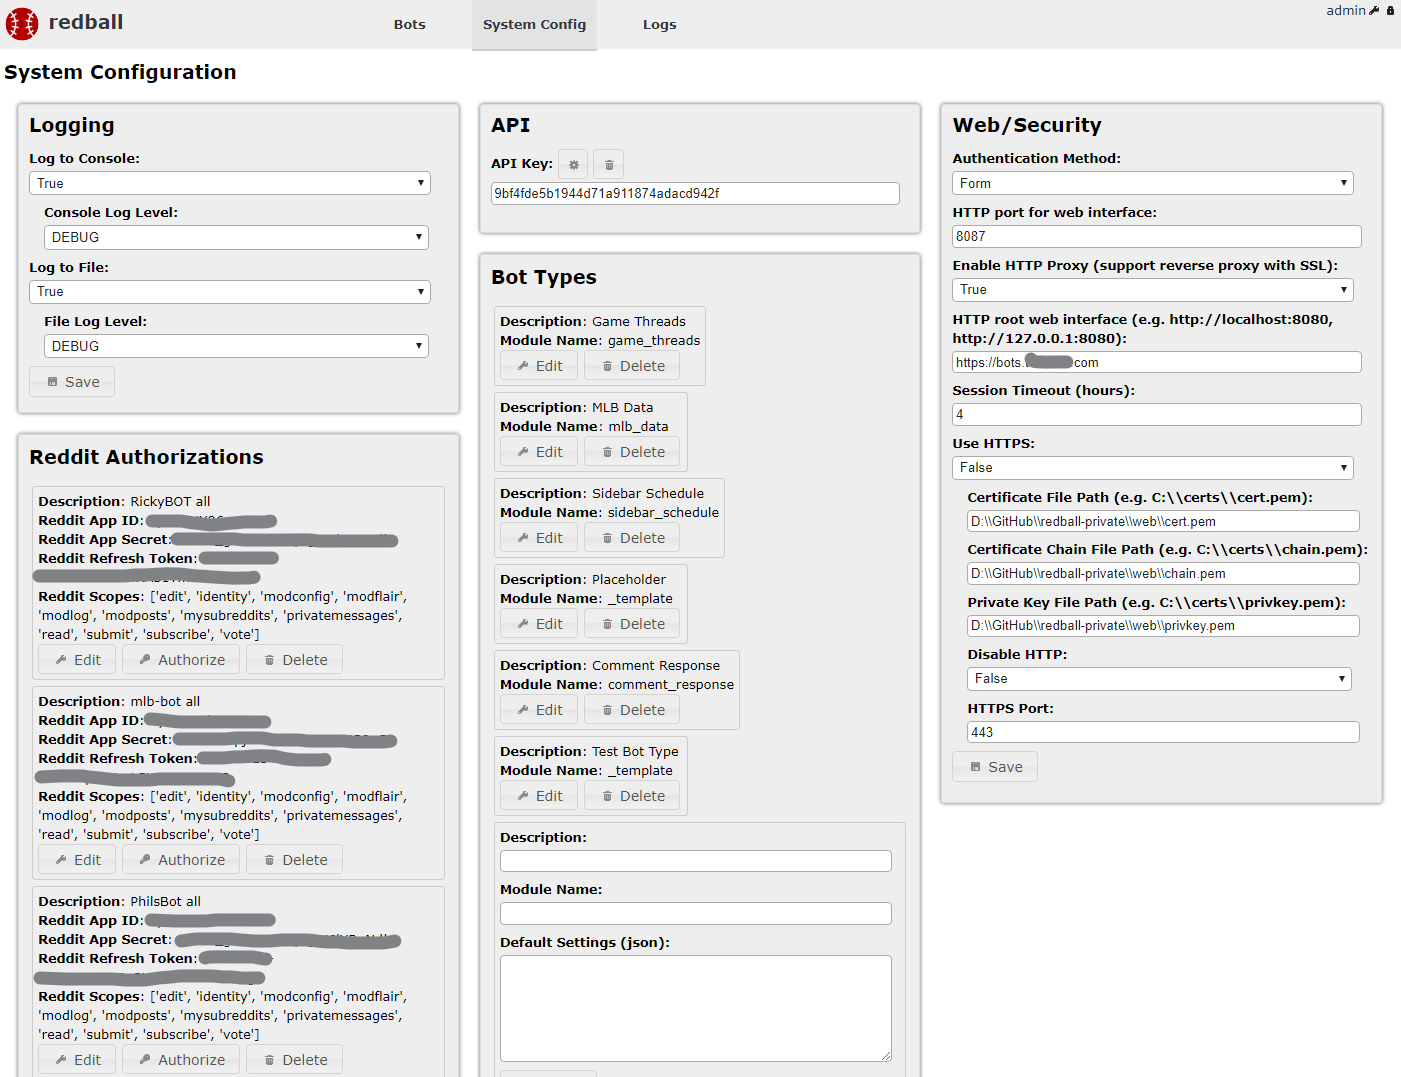 redball
Bots
System Config
Logs
admin
System Configuration
Logging
Log to Console:
True
Console Log Level:
DEBUG
Log to File:
True
File Log Level:
DEBUG
Save
Reddit Authorizations
Description: RickyBOT all
Reddit App ID:
Reddit App Secret:
Reddit Refresh Token:
Reddit Scopes: ['edit', 'identity', 'modconfig', 'modflair',
'modlog', 'modposts', 'mysubreddits', 'privatemessages',
'read', 'submit', 'subscribe', 'vote']
Edit Authorize Delete
Description: mlb-bot all
Reddit App ID:
Reddit App Secret:
Reddit Refresh Token:
Reddit Scopes: ['edit', 'identity', 'modconfig', 'modflair',
'modlog', 'modposts', 'mysubreddits', 'privatemessages',
'read', 'submit', 'subscribe', 'vote']
Edit Authorize Delete
Description: PhilsBot all
Reddit App ID:
Reddit App Secret:
Reddit Refresh Token:
Reddit Scopes: ['edit', 'identity', 'modconfig', 'modflair',
'modlog', 'modposts', 'mysubreddits', 'privatemessages',
'read', 'submit', 'subscribe', 'vote']
Edit Authorize Delete
API
API Key:
9bf4fde5b1944d71a911874adacd942f
Bot Types
Description: Game Threads
Module Name: game_threads
Edit Delete
Description: MLB Data
Module Name: mlb_data
Edit Delete
Description: Sidebar Schedule
Module Name: sidebar_schedule
Edit Delete
Description: Placeholder
Module Name: _template
Edit Delete
Description: Comment Response
Module Name: comment_response
Edit Delete
Description: Test Bot Type
Module Name: _template
Edit Delete
Description:
Module Name:
Default Settings (json):
Web/Security
Authentication Method:
Form
HTTP port for web interface:
8087
Enable HTTP Proxy (support reverse proxy with SSL):
True
HTTP root web interface (e.g. http://localhost:8080,
http://127.0.0.1:8080):
https://bots. com
Session Timeout (hours):
4
Use HTTPS:
False
Certificate File Path (e.g. C:\\certs\\cert.pem):
D:\\GitHub\\redball-private\\web\\cert.pem
Certificate Chain File Path (e.g. C:\\certs\\chain.pem):
D:\\GitHub\\redball-private\\web\\chain.pem
Private Key File Path (e.g. C:\\certs\\privkey.pem):
D:\\GitHub\\redball-private\\web\\privkey.pem
Disable HTTP:
False
HTTPS Port:
443
Save